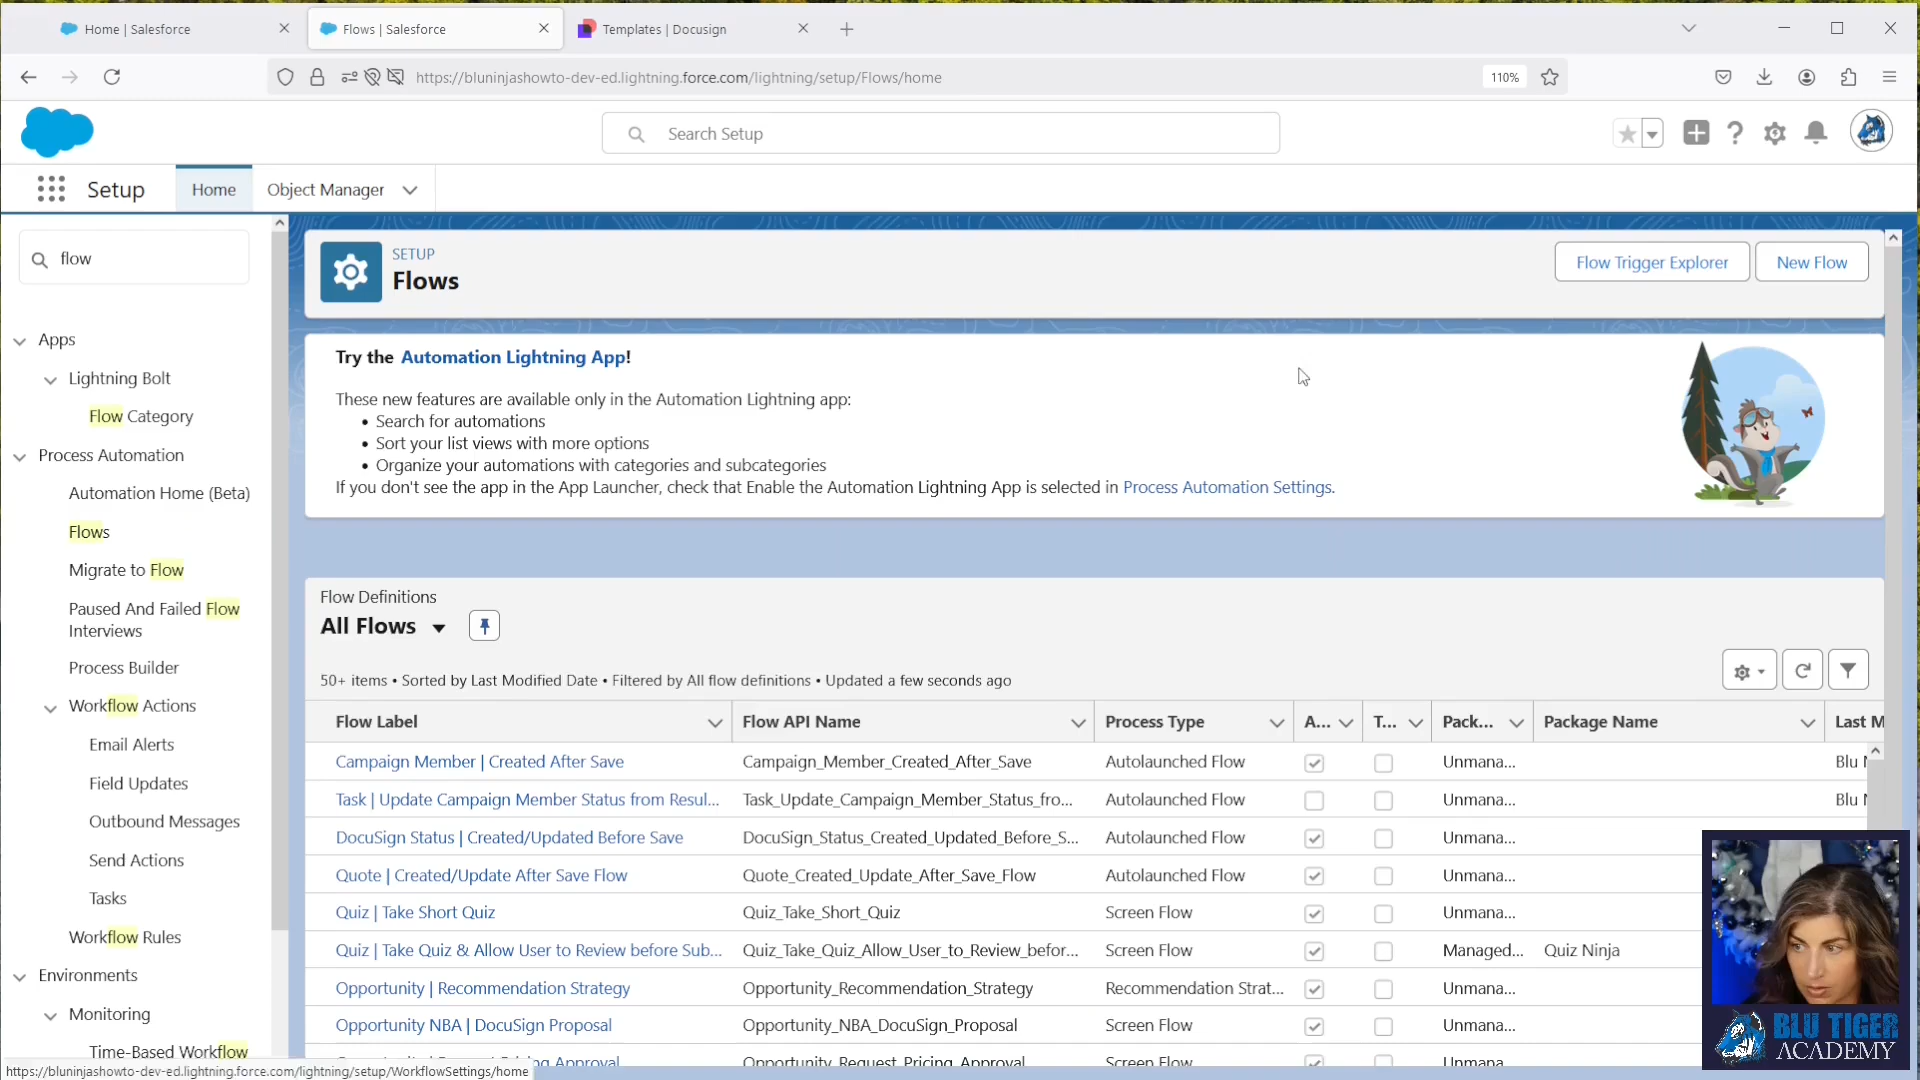 Home | Salesforce
Flows | Salesforce
Templates | Docusign
https://bluninjashowto-dev-ed.lightning.force.com/lightning/setup/Flows/home
110%
Search Setup
Setup
Home
Object Manager
flow
Apps
Lightning Bolt
Flow Category
Process Automation
Automation Home (Beta)
Flows
Migrate to Flow
Paused And Failed Flow
Interviews
Process Builder
Workflow Actions
Email Alerts
Field Updates
Outbound Messages
Send Actions
Tasks
Workflow Rules
Environments
Monitoring
Time-Based Workflow
https://bluninjashowto-dev-ed.lightning.force.com/lightning/setup/WorkflowSettings/home
SETUP
Flows
Flow Trigger Explorer
New Flow
Try the Automation Lightning App!
These new features are available only in the Automation Lightning app:
• Search for automations
• Sort your list views with more options
• Organize your automations with categories and subcategories
If you don't see the app in the App Launcher, check that Enable the Automation Lightning App is selected in Process Automation Settings.
Flow Definitions
All Flows
50+ items • Sorted by Last Modified Date • Filtered by All flow definitions • Updated a few seconds ago
Flow Label Flow API Name Process Type A... T... Pack... Package Name Last M
Campaign Member | Created After Save Campaign_Member_Created_After_Save Autolaunched Flow Unmana... Blu
Task | Update Campaign Member Status from Resul... Task_Update_Campaign_Member_Status_fro... Autolaunched Flow Unmana... Blu
DocuSign Status | Created/Updated Before Save DocuSign_Status_Created_Updated_Before_S... Autolaunched Flow Unmana...
Quote | Created/Update After Save Flow Quote_Created_Update_After_Save_Flow Autolaunched Flow Unmana...
Quiz | Take Short Quiz Quiz_Take_Short_Quiz Screen Flow Unmana...
Quiz | Take Quiz & Allow User to Review before Sub... Quiz_Take_Quiz_Allow_User_to_Review_befor... Screen Flow Managed... Quiz Ninja
Opportunity | Recommendation Strategy Opportunity_Recommendation_Strategy Recommendation Strat... Unmana...
Opportunity NBA | DocuSign Proposal Opportunity_NBA_DocuSign_Proposal Screen Flow Unmana...
Approval Opportunity_Request_Pricing_Approval Screen Flow Unmana...
BLU TIGER
ACADEMY